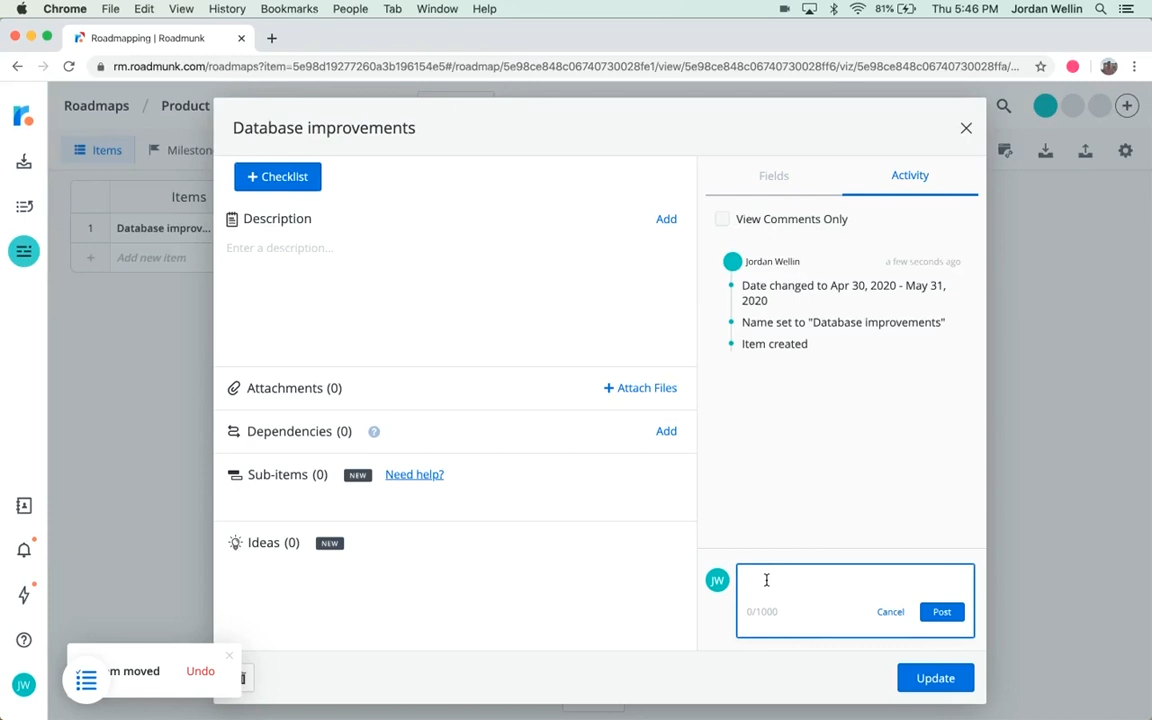 Chrome File Edit View History Bookmarks People Tab Window Help 81% Thu 5:46 PM Jordan Wellin
Roadmapping | Roadmunk
rm.roadmunk.com/roadmaps?item=5e98d19277260a3b196154e5#/roadmap/5e98ce848c06740730028fe1/view/5e98ce848c06740730028ff6/viz/5e98ce848c06740730028ffa/...
Roadmaps / Product
Items Mileston
Items
1 Database improv...
+ Add new item
Database improvements
+ Checklist
Description Add
Enter a description...
Attachments (0) + Attach Files
Dependencies (0) ? Add
Sub-items (0) NEW Need help?
Ideas (0) NEW
Fields Activity
View Comments Only
Jordan Wellin a few seconds ago
Date changed to Apr 30, 2020 - May 31,
2020
Name set to "Database improvements"
Item created
JW
0/1000 Cancel Post
Update
em moved Undo
JW